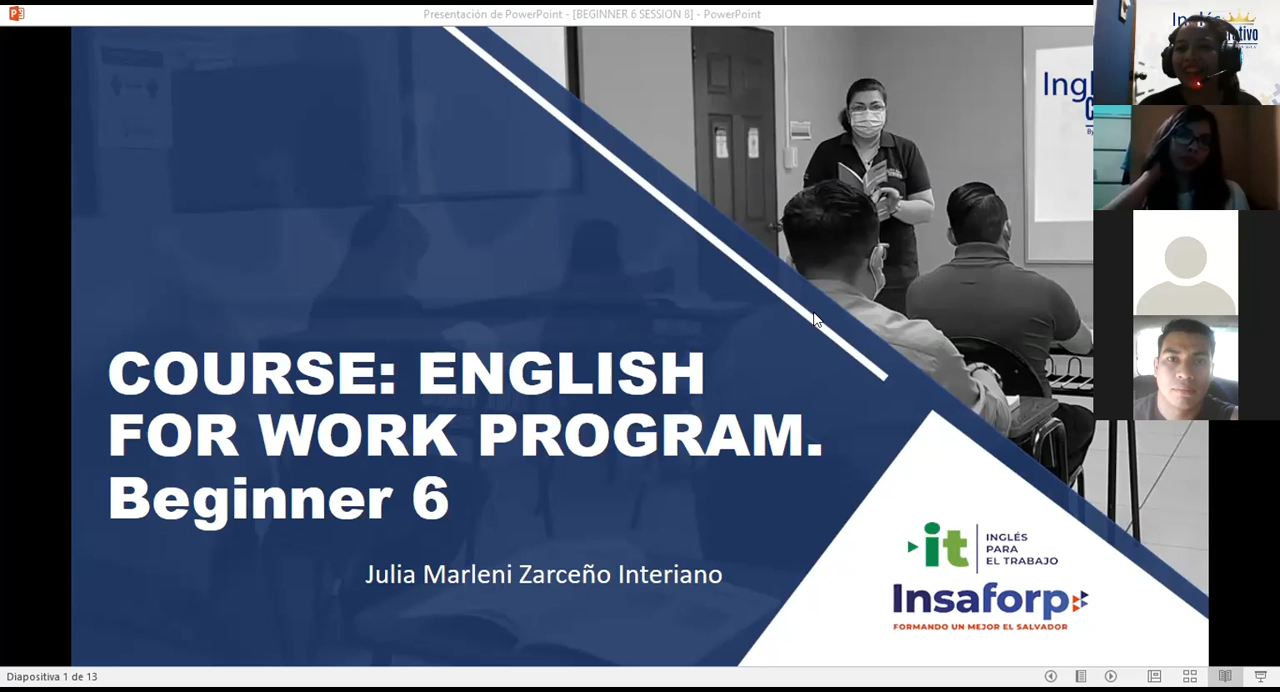 Presentación de PowerPoint - [BEGINNER 6 SESSION 8] - PowerPoint
COURSE: ENGLISH
FOR WORK PROGRAM.
Beginner 6
Julia Marleni Zarceño Interiano
it
INGLÉS
PARA
EL TRABAJO
Insaforp
FORMANDO UN MEJOR EL SALVADOR
Diapositiva 1 de 13